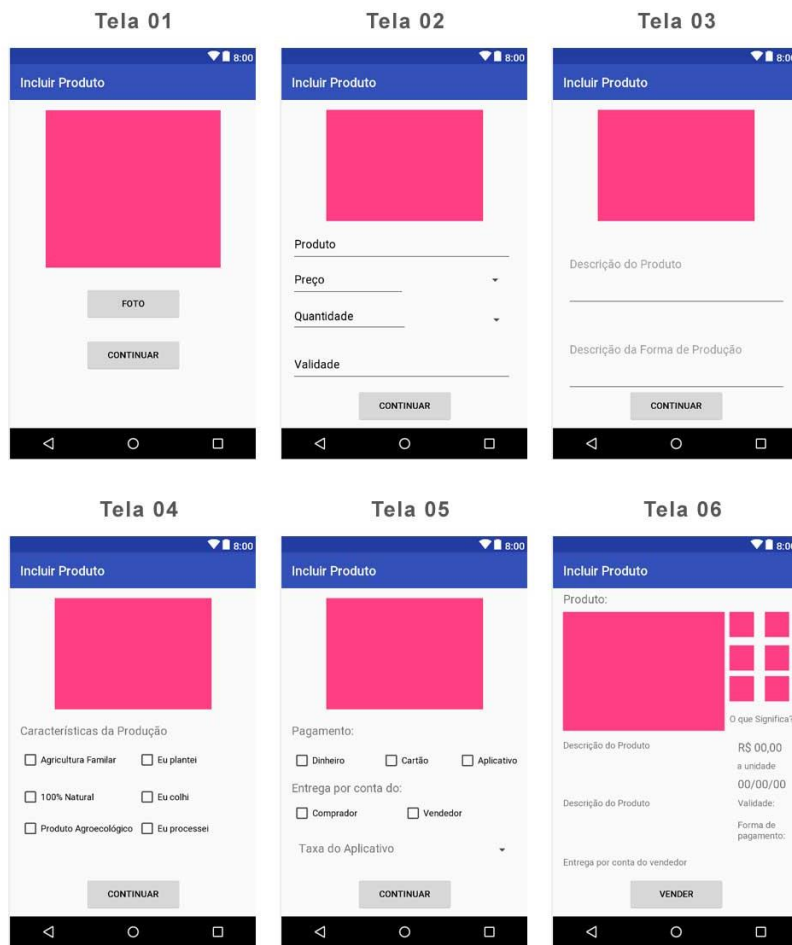 Tela 01
8:00
Incluir Produto
FOTO
CONTINUAR
Tela 02
8:00
Incluir Produto
Produto
Preço
Quantidade
Validade
CONTINUAR
Tela 03
8:00
Incluir Produto
Descrição do Produto
Descrição da Forma de Produção
CONTINUAR
Tela 04
8:00
Incluir Produto
Características da Produção
Agricultura Familar
Eu plantei
100% Natural
Eu colhi
Produto Agroecológico
Eu processei
CONTINUAR
Tela 05
8:00
Incluir Produto
Pagamento:
Dinheiro
Cartão
Aplicativo
Entrega por conta do:
Comprador
Vendedor
Taxa do Aplicativo
CONTINUAR
Tela 06
8:00
Incluir Produto
Produto:
O que Significa?
Descrição do Produto
R$ 00,00
a unidade
00/00/00
Descrição do Produto
Validade:
Forma de
pagamento:
Entrega por conta do vendedor
VENDER